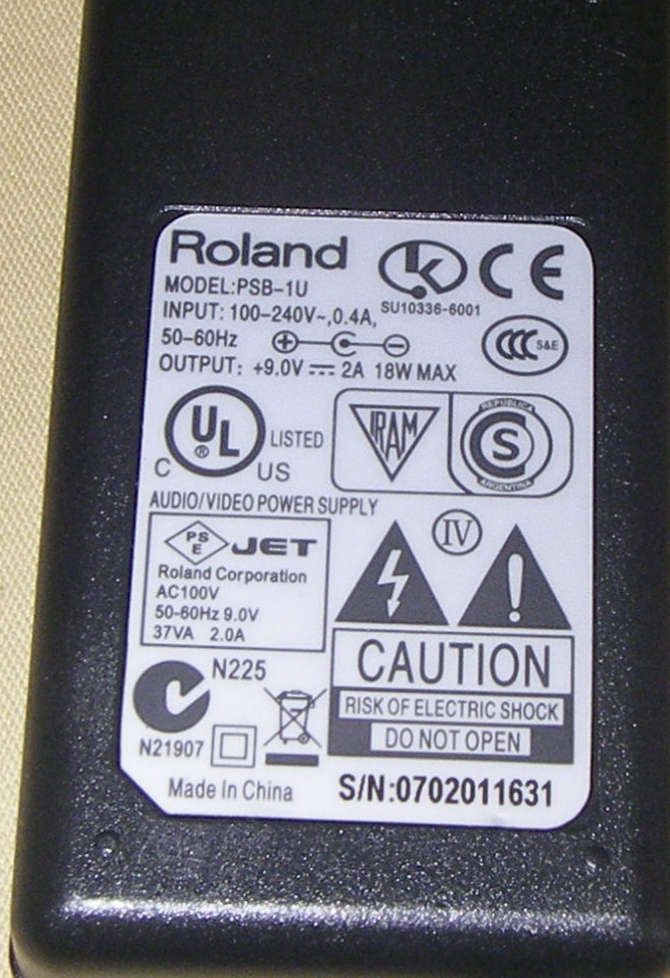 Roland
MODEL:PSB-1U
INPUT: 100-240V~,0.4A,
SU10336-6001
50-60Hz
S&E
OUTPUT: +9.0V 2A 18W MAX
UL
®
LISTED
C US
IRAM
REPUBLICA
S
ARGENTINA
AUDIO/VIDEO POWER SUPPLY
PS
E
JET
IV
Roland Corporation
AC100V
50-60Hz 9.0V
37VA 2.0A
CAUTION
RISK OF ELECTRIC SHOCK
DO NOT OPEN
N225
N21907
Made In China
S/N:0702011631